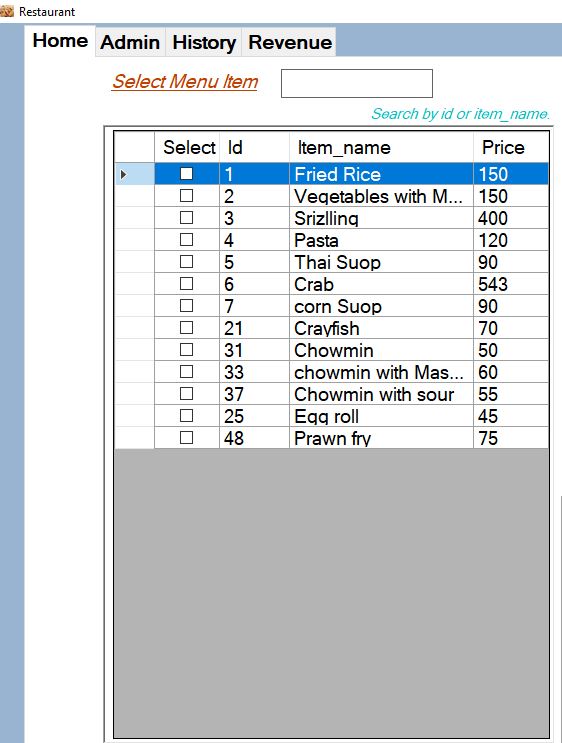 Restaurant
Home Admin History Revenue
Select Menu Item
Search by id or item_name.
Select Id Item_name Price
1 Fried Rice 150
2 Vegetables with M... 150
3 Srizlling 400
4 Pasta 120
5 Thai Suop 90
6 Crab 543
7 corn Suop 90
21 Crayfish 70
31 Chowmin 50
33 chowmin with Mas... 60
37 Chowmin with sour 55
25 Egg roll 45
48 Prawn fry 75